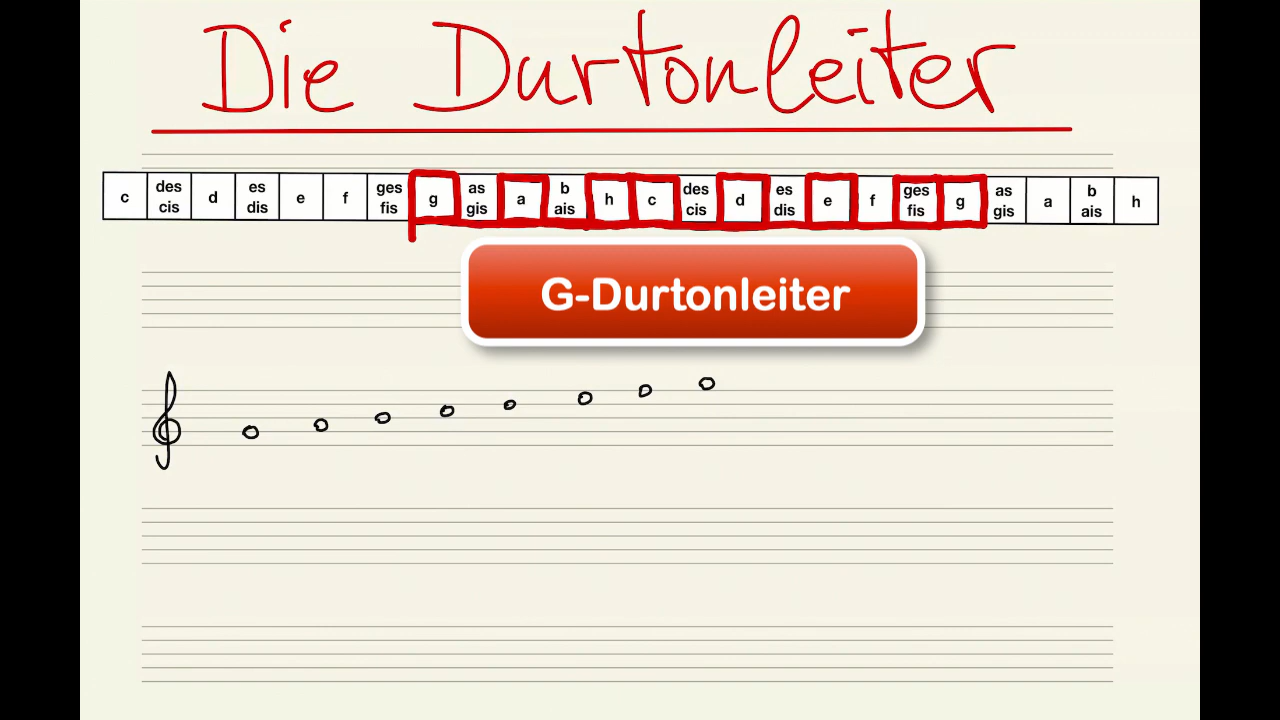 Die Durtonleiter
c des cis d es dis e f ges fis g as gis a b ais h c des cis d es dis e f ges fis g as gis a b ais h
G-Durtonleiter